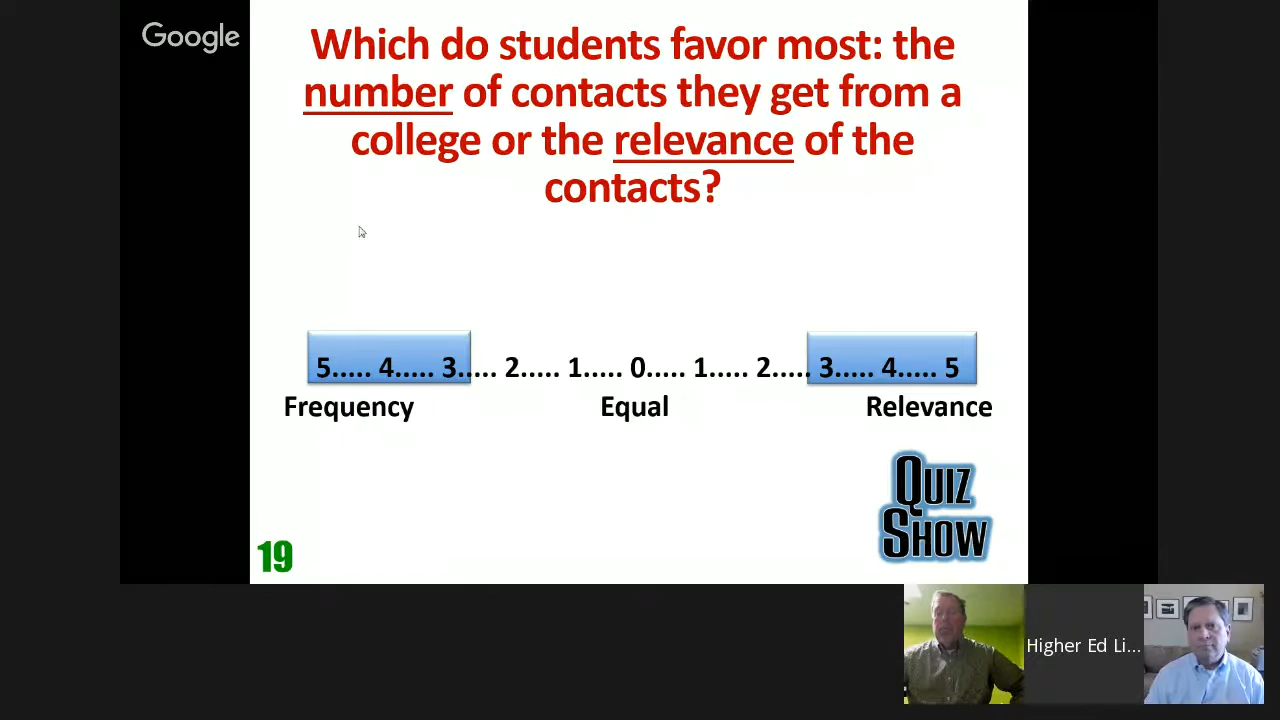 Google
Which do students favor most: the
number of contacts they get from a
college or the relevance of the
contacts?
5..... 4..... 3..... 2..... 1..... 0..... 1..... 2..... 3..... 4..... 5
Frequency Equal Relevance
QUIZ
SHOW
19
Higher Ed Li...